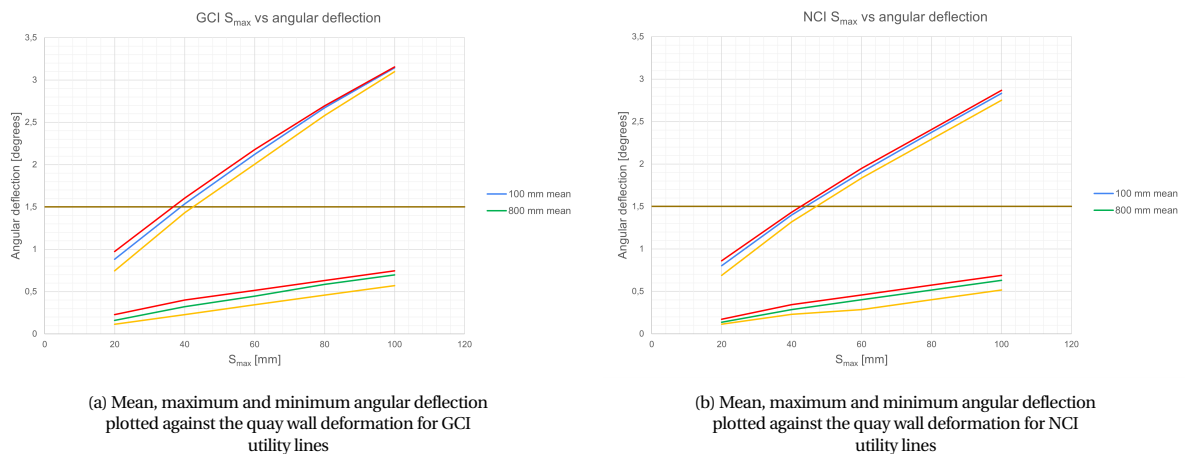 GCI Smax vs angular deflection
3,5
3
2,5
2
1,5
1
0,5
0
Angular deflection [degrees]
0 20 40 60 80 100 120
Smax [mm]
100 mm mean
800 mm mean
(a) Mean, maximum and minimum angular deflection
plotted against the quay wall deformation for GCI
utility lines
NCI Smax vs angular deflection
3,5
3
2,5
2
1,5
1
0,5
0
Angular deflection [degrees]
0 20 40 60 80 100 120
Smax [mm]
100 mm mean
800 mm mean
(b) Mean, maximum and minimum angular deflection
plotted against the quay wall deformation for NCI
utility lines